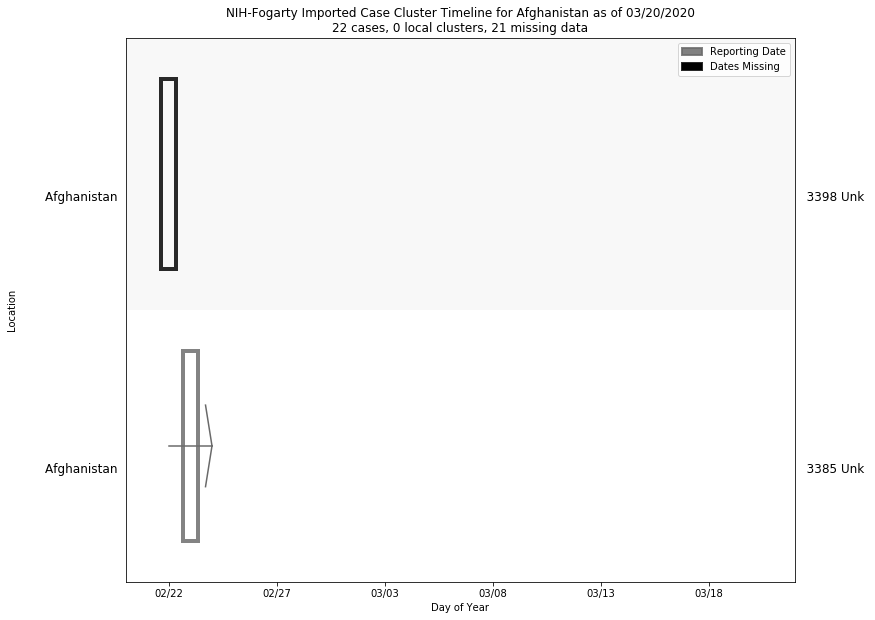 NIH-Fogarty Imported Case Cluster Timeline for Afghanistan as of 03/20/2020
22 cases, 0 local clusters, 21 missing data
Reporting Date
Dates Missing
Afghanistan
3398 Unk
Location
Afghanistan
3385 Unk
02/22
02/27
03/03
03/08
03/13
03/18
Day of Year